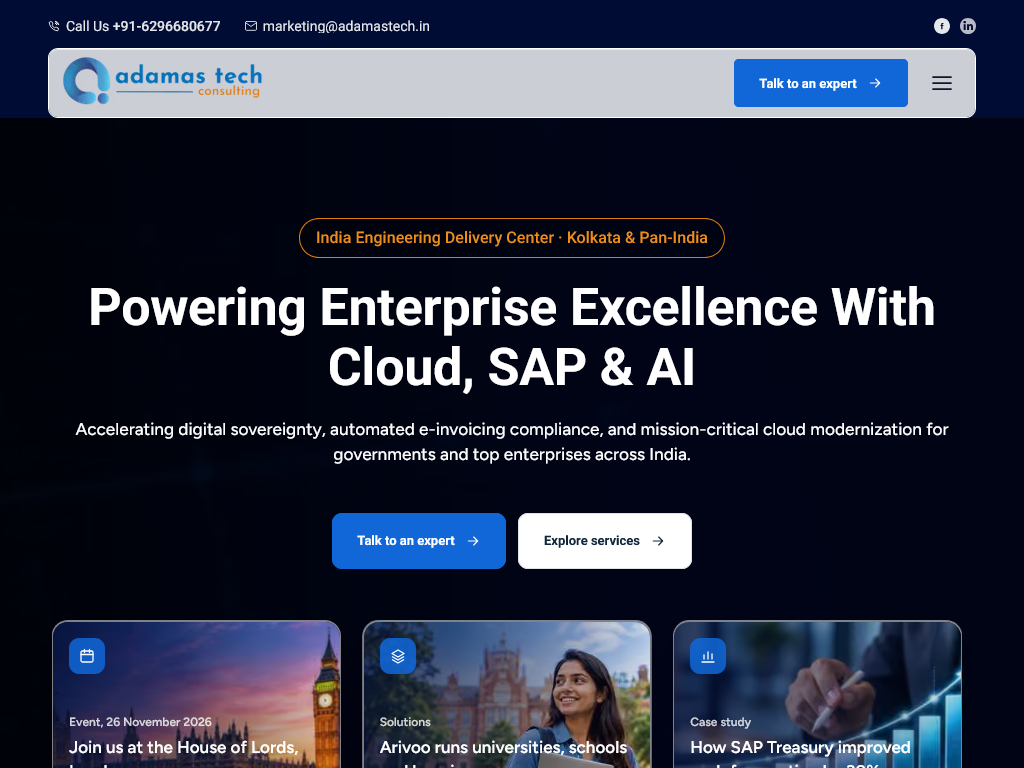 Call Us +91-6296680677
marketing@adamastech.in
adamas tech
consulting
Talk to an expert
India Engineering Delivery Center · Kolkata & Pan-India
Powering Enterprise Excellence With
Cloud, SAP & AI
Accelerating digital sovereignty, automated e-invoicing compliance, and mission-critical cloud modernization for
governments and top enterprises across India.
Talk to an expert
Explore services
Event, 26 November 2026
Join us at the House of Lords,
Solutions
Arivoo runs universities, schools
Case study
How SAP Treasury improved